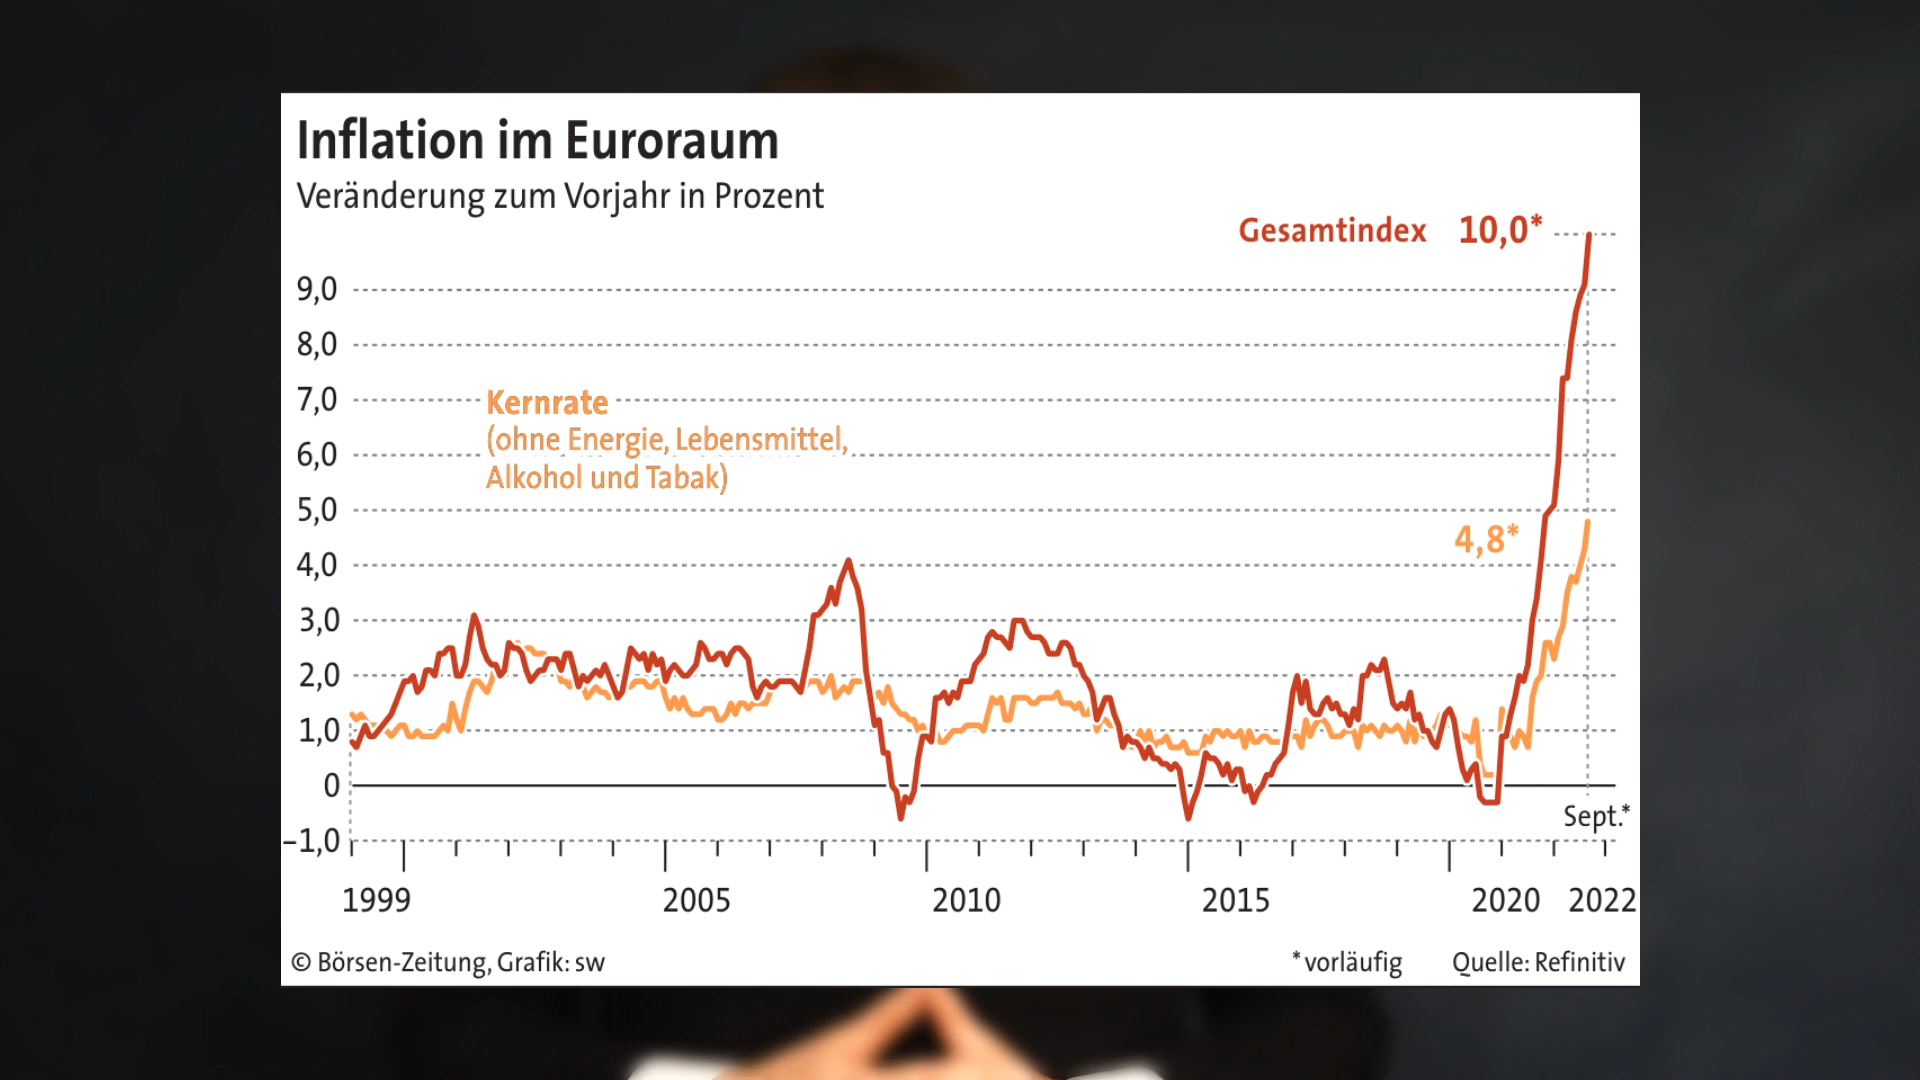 Inflation im Euroraum
Veränderung zum Vorjahr in Prozent
Gesamtindex 10,0*
9,0
8,0
7,0
Kernrate
(ohne Energie, Lebensmittel,
6,0
Alkohol und Tabak)
5,0
4,8*
4,0
3,0
2,0
1,0
0
Sept.*
–1,0
1999 2005 2010 2015 2020 2022
© Börsen-Zeitung, Grafik: sw *vorläufig Quelle: Refinitiv